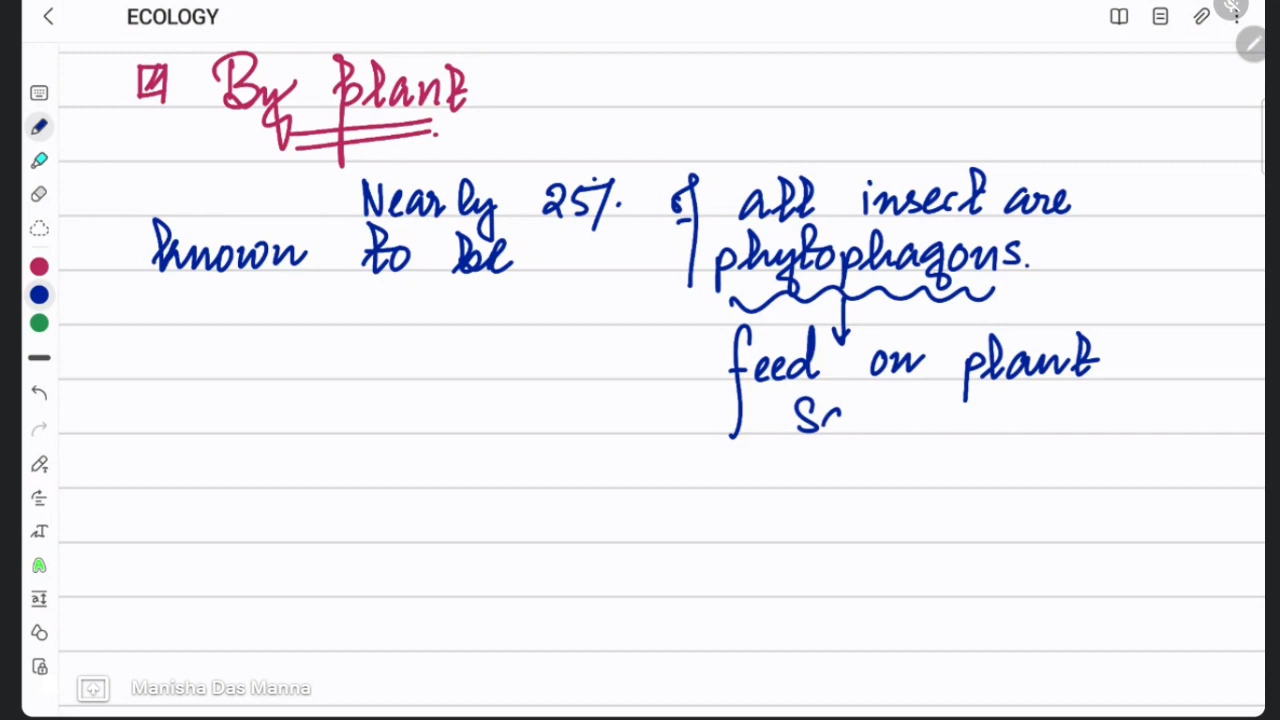 ECOLOGY
By plant
Nearly 25% of all insect are
known to be phytophagous.
feed on plant
Manisha Das Manna